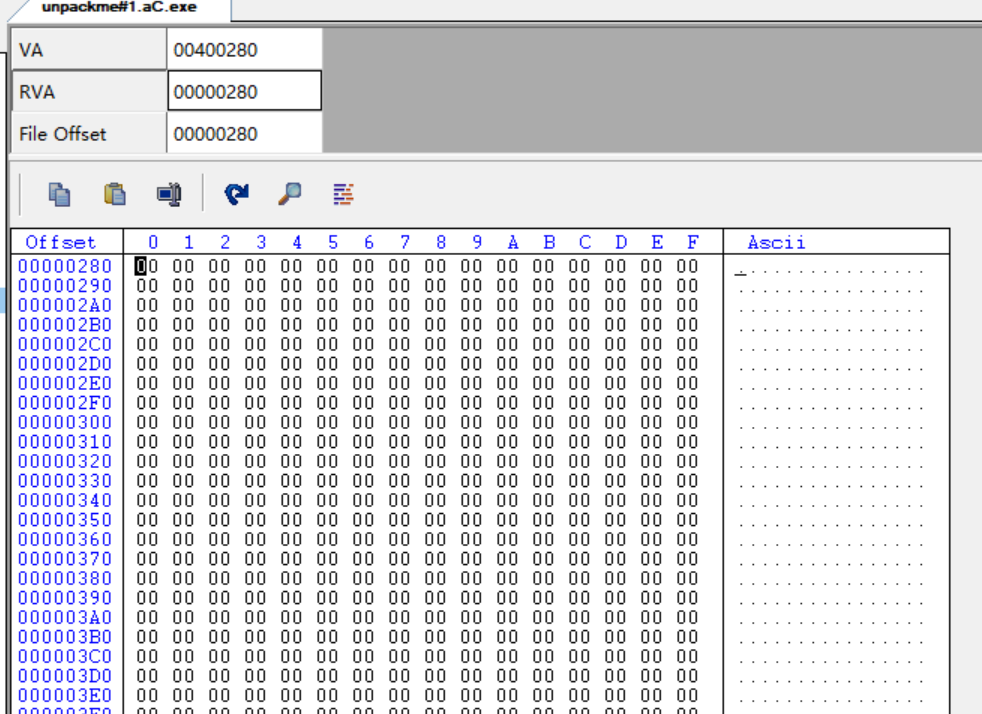 unpackme#1.aC.exe
VA 00400280
RVA 00000280
File Offset 00000280
Offset 0 1 2 3 4 5 6 7 8 9 A B C D E F Ascii
00000280 00 00 00 00 00 00 00 00 00 00 00 00 00 00 00 00 ................
00000290 00 00 00 00 00 00 00 00 00 00 00 00 00 00 00 00 ................
000002A0 00 00 00 00 00 00 00 00 00 00 00 00 00 00 00 00 ................
000002B0 00 00 00 00 00 00 00 00 00 00 00 00 00 00 00 00 ................
000002C0 00 00 00 00 00 00 00 00 00 00 00 00 00 00 00 00 ................
000002D0 00 00 00 00 00 00 00 00 00 00 00 00 00 00 00 00 ................
000002E0 00 00 00 00 00 00 00 00 00 00 00 00 00 00 00 00 ................
000002F0 00 00 00 00 00 00 00 00 00 00 00 00 00 00 00 00 ................
00000300 00 00 00 00 00 00 00 00 00 00 00 00 00 00 00 00 ................
00000310 00 00 00 00 00 00 00 00 00 00 00 00 00 00 00 00 ................
00000320 00 00 00 00 00 00 00 00 00 00 00 00 00 00 00 00 ................
00000330 00 00 00 00 00 00 00 00 00 00 00 00 00 00 00 00 ................
00000340 00 00 00 00 00 00 00 00 00 00 00 00 00 00 00 00 ................
00000350 00 00 00 00 00 00 00 00 00 00 00 00 00 00 00 00 ................
00000360 00 00 00 00 00 00 00 00 00 00 00 00 00 00 00 00 ................
00000370 00 00 00 00 00 00 00 00 00 00 00 00 00 00 00 00 ................
00000380 00 00 00 00 00 00 00 00 00 00 00 00 00 00 00 00 ................
00000390 00 00 00 00 00 00 00 00 00 00 00 00 00 00 00 00 ................
000003A0 00 00 00 00 00 00 00 00 00 00 00 00 00 00 00 00 ................
000003B0 00 00 00 00 00 00 00 00 00 00 00 00 00 00 00 00 ................
000003C0 00 00 00 00 00 00 00 00 00 00 00 00 00 00 00 00 ................
000003D0 00 00 00 00 00 00 00 00 00 00 00 00 00 00 00 00 ................
000003E0 00 00 00 00 00 00 00 00 00 00 00 00 00 00 00 00 ................